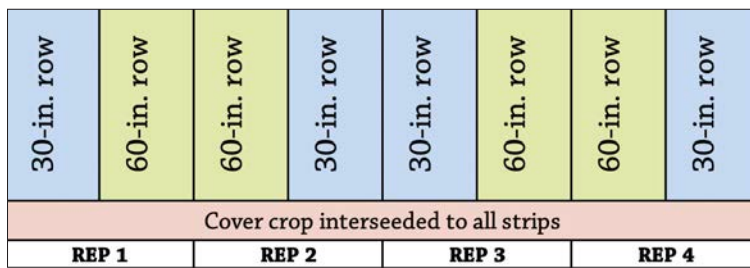 30-in. row
60-in. row
60-in. row
30-in. row
30-in. row
60-in. row
60-in. row
30-in. row
Cover crop interseeded to all strips
REP 1
REP 2
REP 3
REP 4